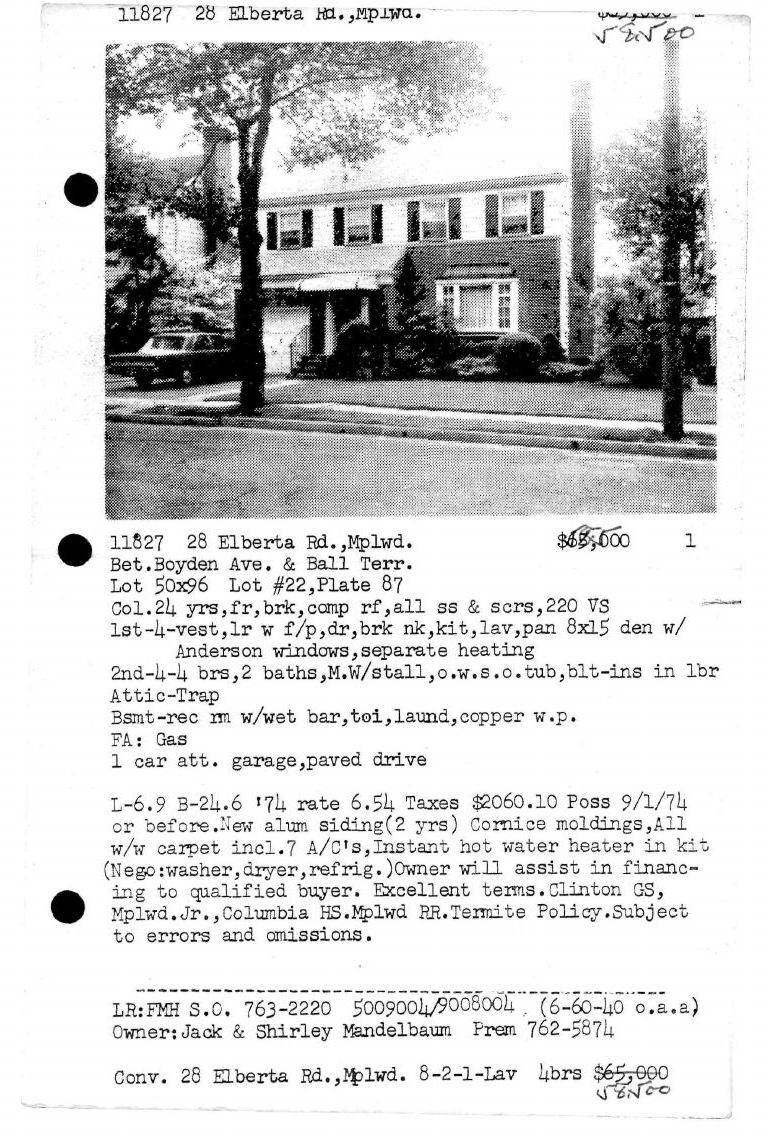 11827 28 Elberta Rd.,Mplwd. $65,000 1
58500
11827 28 Elberta Rd.,Mplwd. $65,000 1
Bet.Boyden Ave. & Ball Terr.
Lot 50x96 Lot #22,Plate 87
Col.24 yrs,fr,brk,comp rf,all ss & scrs,220 VS
1st-4-vest,lr w f/p,dr,brk nk,kit,lav,pan 8x15 den w/
Anderson windows,separate heating
2nd-4-4 brs,2 baths,M.W/stall,o.w.s.o.tub,blt-ins in lbr
Attic-Trap
Bsmt-rec rm w/wet bar,toi,laund,copper w.p.
FA: Gas
1 car att. garage,paved drive
L-6.9 B-24.6 '74 rate 6.54 Taxes $2060.10 Poss 9/1/74
or before.New alum siding(2 yrs) Cornice moldings,All
w/w carpet incl.7 A/C's,Instant hot water heater in kit
(Nego:washer,dryer,refrig.)Owner will assist in financ-
ing to qualified buyer. Excellent terms.Clinton GS,
Mplwd.Jr.,Columbia HS.Mplwd RR.Termite Policy.Subject
to errors and omissions.
LR:FMH S.O. 763-2220 5009004/9008004 (6-60-40 o.a.a)
Owner:Jack & Shirley Mandelbaum Prem 762-5874
Conv. 28 Elberta Rd.,Mplwd. 8-2-1-Lav 4brs $65,000
58500